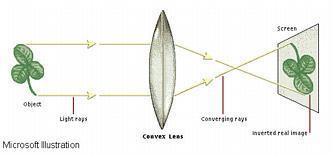 Screen
Object
Light rays
Convex Lens
Converging rays
Inverted real image
Microsoft Illustration